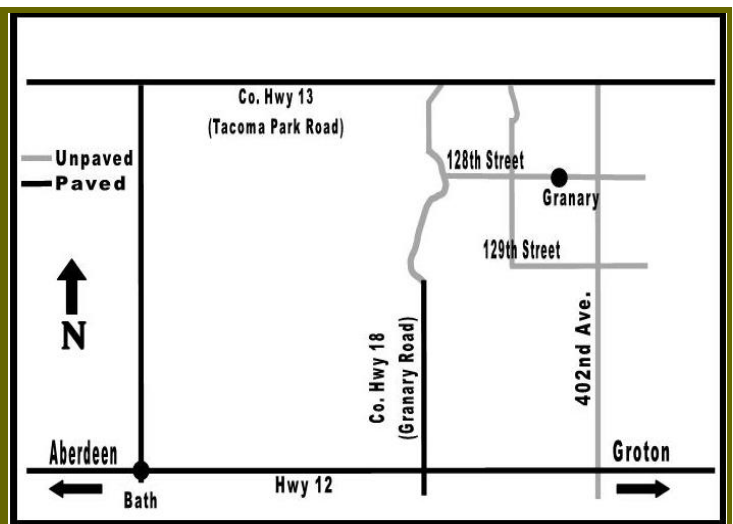 Co. Hwy 13
(Tacoma Park Road)
Unpaved
Paved
128th Street
Granary
129th Street
N
Co. Hwy 18
(Granary Road)
402nd Ave.
Aberdeen
Groton
Bath
Hwy 12